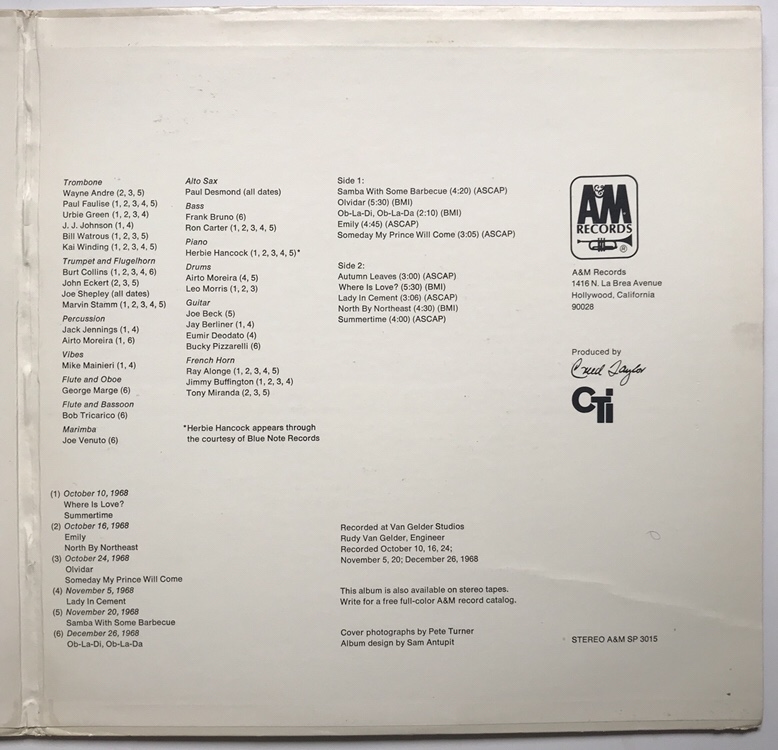 Trombone
Wayne Andre (2, 3, 5)
Paul Faulise (1, 2, 3, 4, 5)
Urbie Green (1, 2, 3, 4)
J. J. Johnson (1, 4)
Bill Watrous (1, 2, 3, 5)
Kai Winding (1, 2, 3, 4, 5)
Trumpet and Flugelhorn
Burt Collins (1, 2, 3, 4, 6)
John Eckert (2, 3, 5)
Joe Shepley (all dates)
Marvin Stamm (1, 2, 3, 4, 5)
Percussion
Jack Jennings (1, 4)
Airto Moreira (1, 6)
Vibes
Mike Mainieri (1, 4)
Flute and Oboe
George Marge (6)
Flute and Bassoon
Bob Tricarico (6)
Marimba
Joe Venuto (6)
Alto Sax
Paul Desmond (all dates)
Bass
Frank Bruno (6)
Ron Carter (1, 2, 3, 4, 5)
Piano
Herbie Hancock (1, 2, 3, 4, 5)*
Drums
Airto Moreira (4, 5)
Leo Morris (1, 2, 3)
Guitar
Joe Beck (5)
Jay Berliner (1, 4)
Eumir Deodato (4)
Bucky Pizzarelli (6)
French Horn
Ray Alonge (1, 2, 3, 4, 5)
Jimmy Buffington (1, 2, 3, 4)
Tony Miranda (2, 3, 5)
*Herbie Hancock appears through
the courtesy of Blue Note Records
Side 1:
Samba With Some Barbecue (4:20) (ASCAP)
Olvidar (5:30) (BMI)
Ob-La-Di, Ob-La-Da (2:10) (BMI)
Emily (4:45) (ASCAP)
Someday My Prince Will Come (3:05) (ASCAP)
Side 2:
Autumn Leaves (3:00) (ASCAP)
Where Is Love? (5:30) (BMI)
Lady In Cement (3:06) (ASCAP)
North By Northeast (4:30) (BMI)
Summertime (4:00) (ASCAP)
A&M
RECORDS
®
A&M Records
1416 N. La Brea Avenue
Hollywood, California
90028
Produced by
Creed Taylor
CTi
(1) October 10, 1968
Where Is Love?
Summertime
(2) October 16, 1968
Emily
North By Northeast
(3) October 24, 1968
Olvidar
Someday My Prince Will Come
(4) November 5, 1968
Lady In Cement
(5) November 20, 1968
Samba With Some Barbecue
(6) December 26, 1968
Ob-La-Di, Ob-La-Da
Recorded at Van Gelder Studios
Rudy Van Gelder, Engineer
Recorded October 10, 16, 24;
November 5, 20; December 26, 1968
This album is also available on stereo tapes.
Write for a free full-color A&M record catalog.
Cover photographs by Pete Turner
Album design by Sam Antupit
STEREO A&M SP 3015